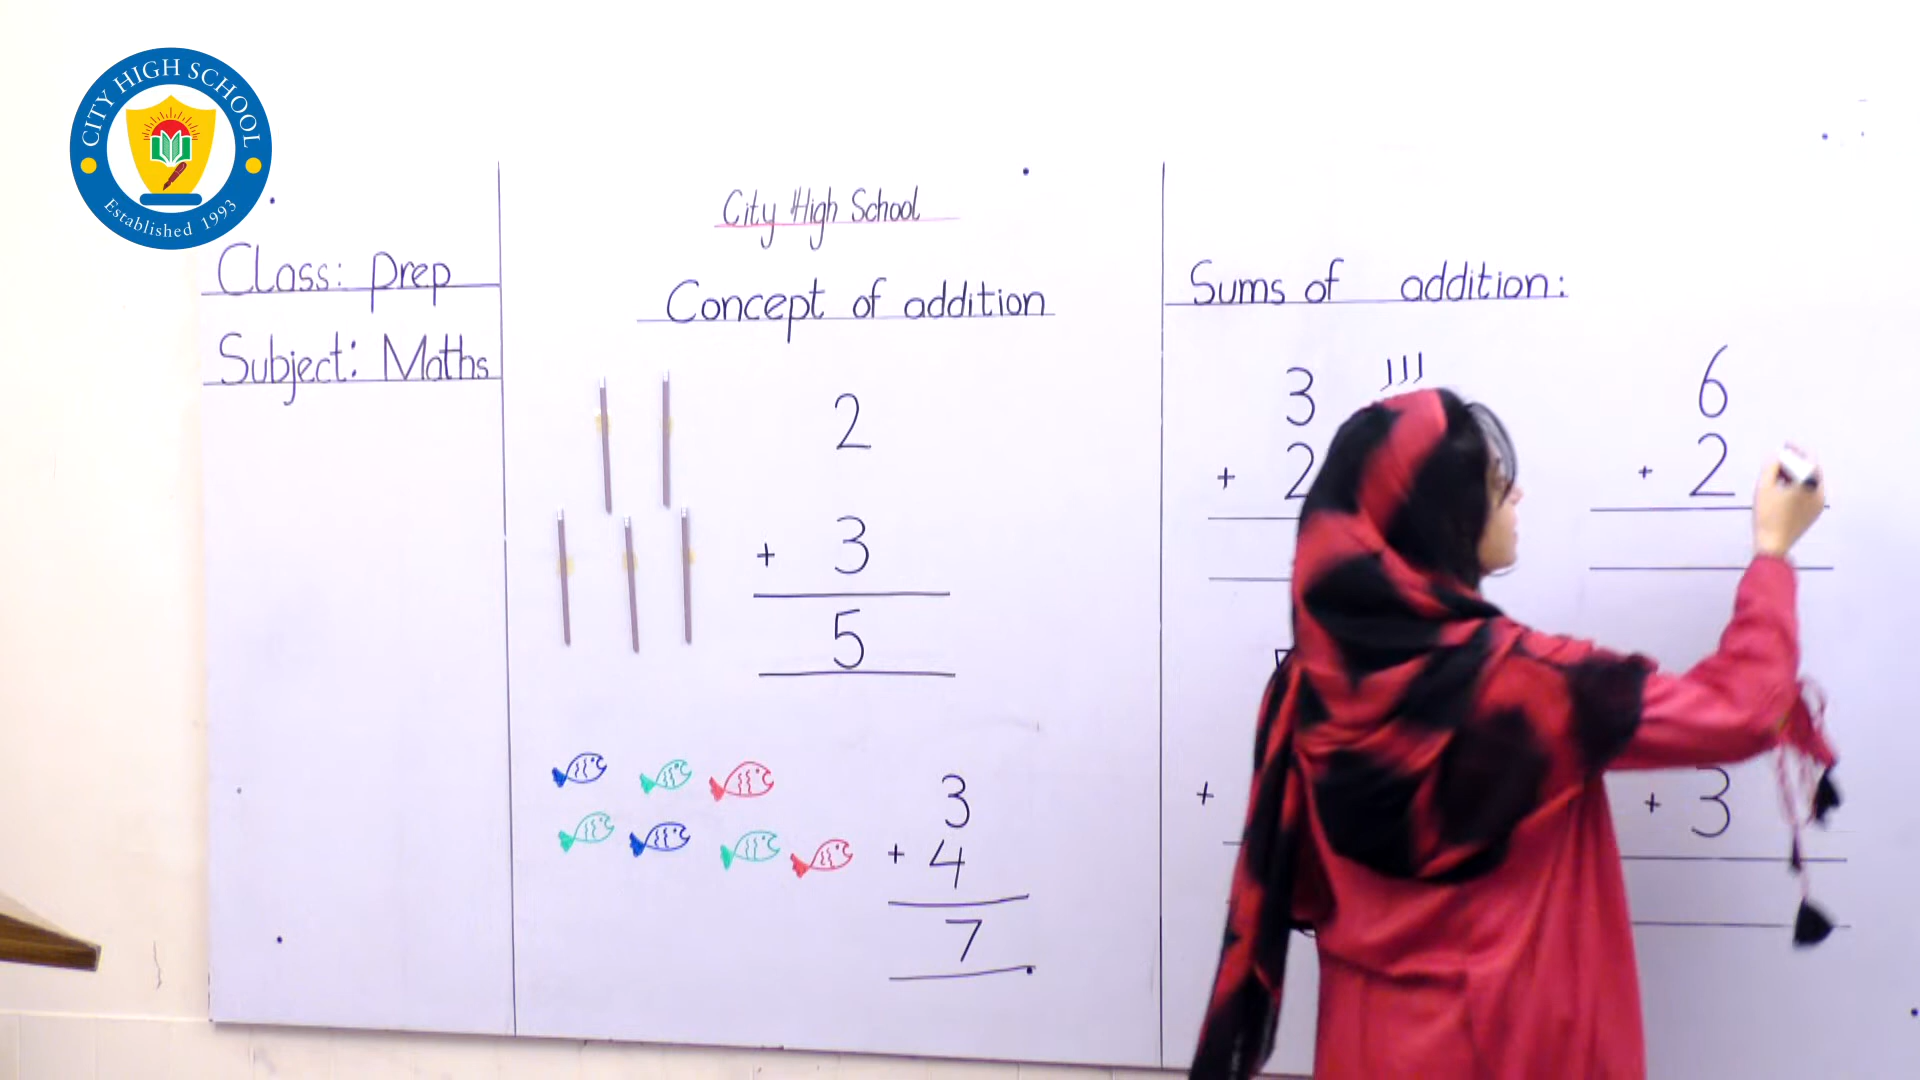 CITY HIGH SCHOOL
Established 1993
Class: Prep
Subject: Maths
City High School
Concept of addition
2
+ 3
5
3
+ 4
7
Sums of addition:
3
+ 2
6
+ 2
+
+ 3